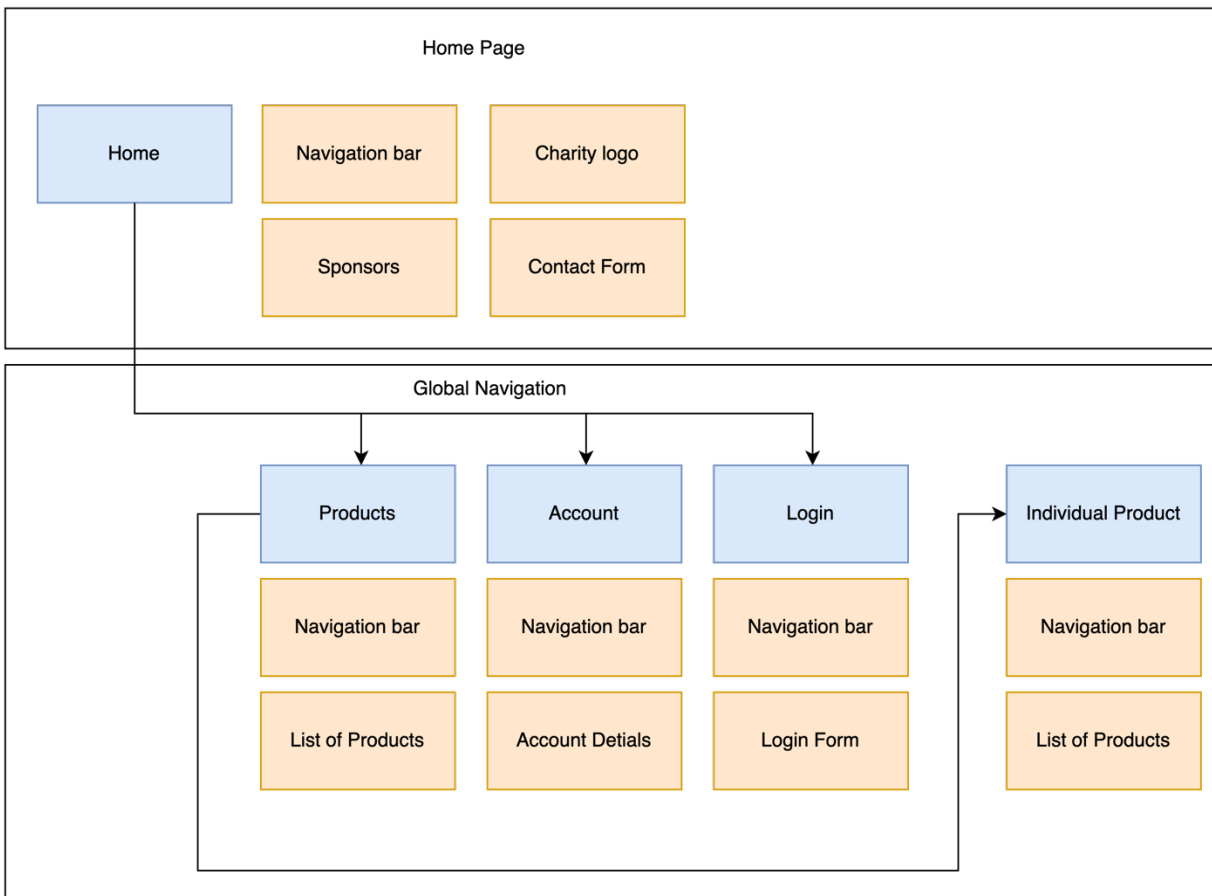 Home Page
Home
Navigation bar
Charity logo
Sponsors
Contact Form
Global Navigation
Products
Account
Login
Individual Product
Navigation bar
Navigation bar
Navigation bar
Navigation bar
List of Products
Account Detials
Login Form
List of Products